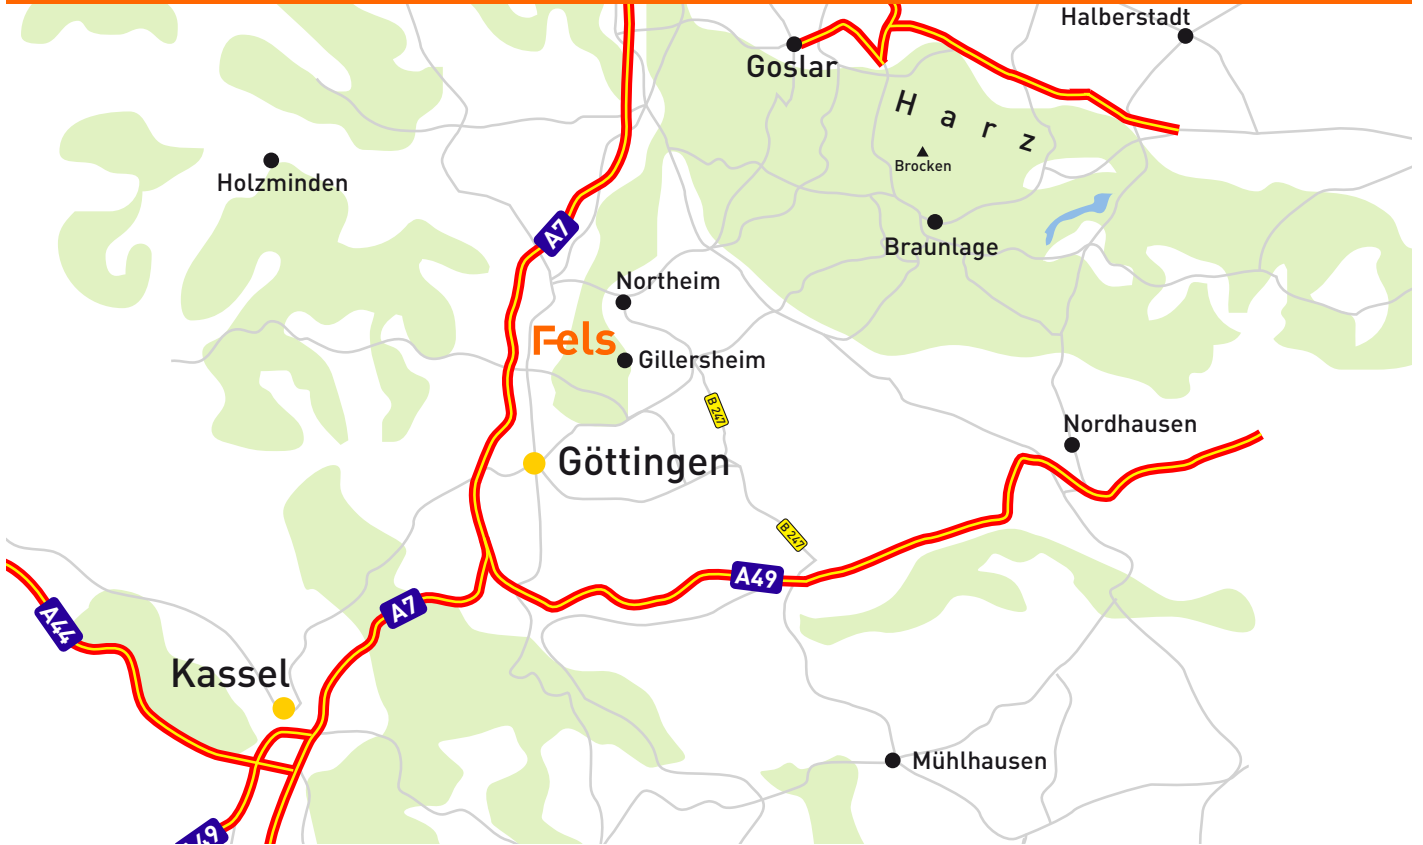 Halberstadt
Goslar
Harz
Brocken
Holzminden
A7
Braunlage
Northeim
Fels
Gillersheim
B 247
Nordhausen
Göttingen
B 247
A49
A7
A44
Kassel
Mühlhausen
A49